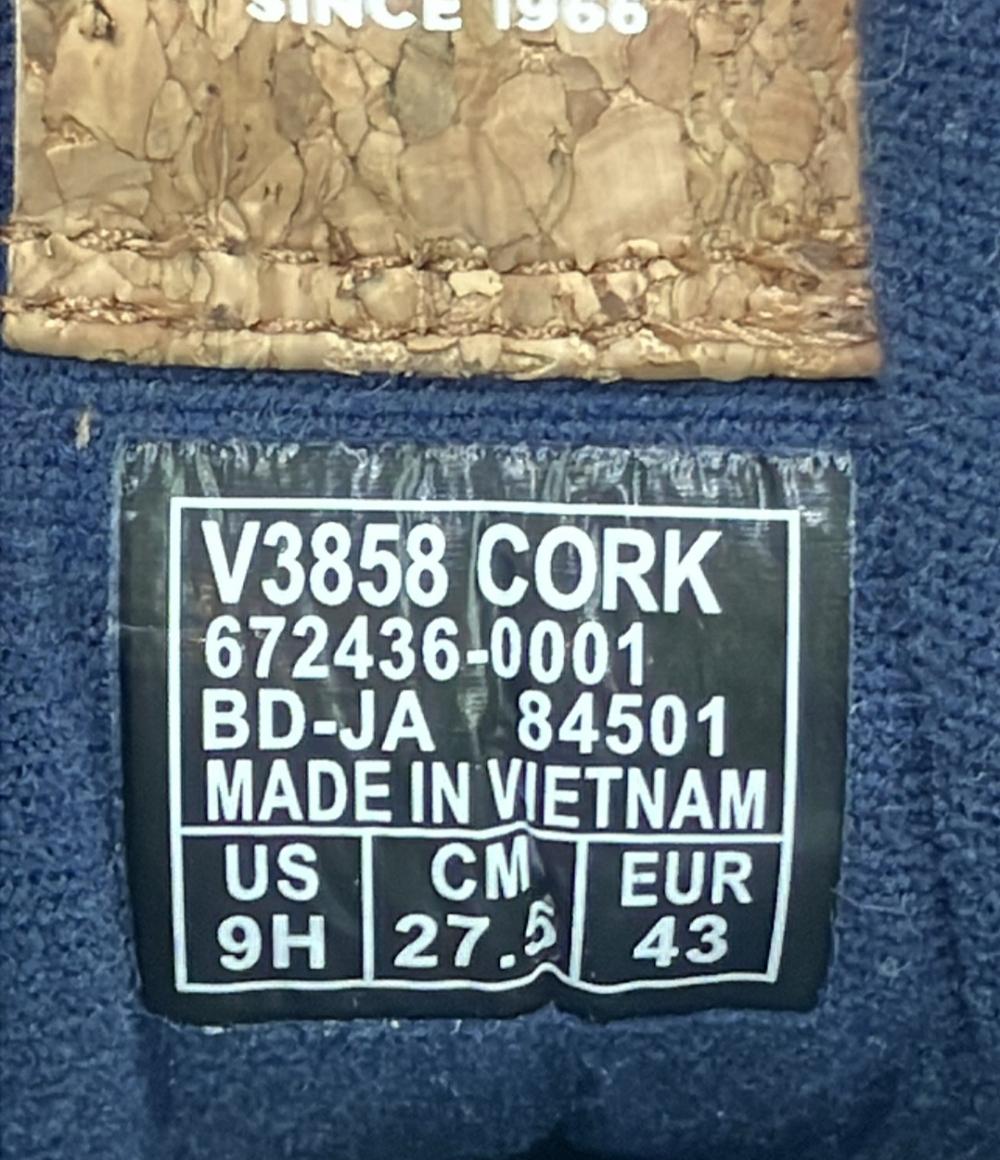 SINCE 1966
V3858 CORK
672436-0001
BD-JA 84501
MADE IN VIETNAM
US CM EUR
9H 27.5 43